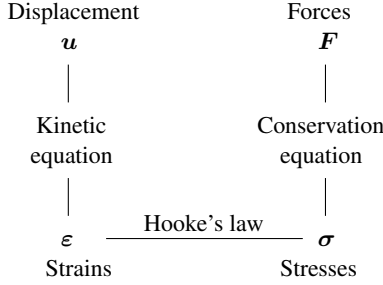 Displacement
u
Forces
F
Kinetic
equation
Conservation
equation
Hooke's law
ε
Strains
σ
Stresses